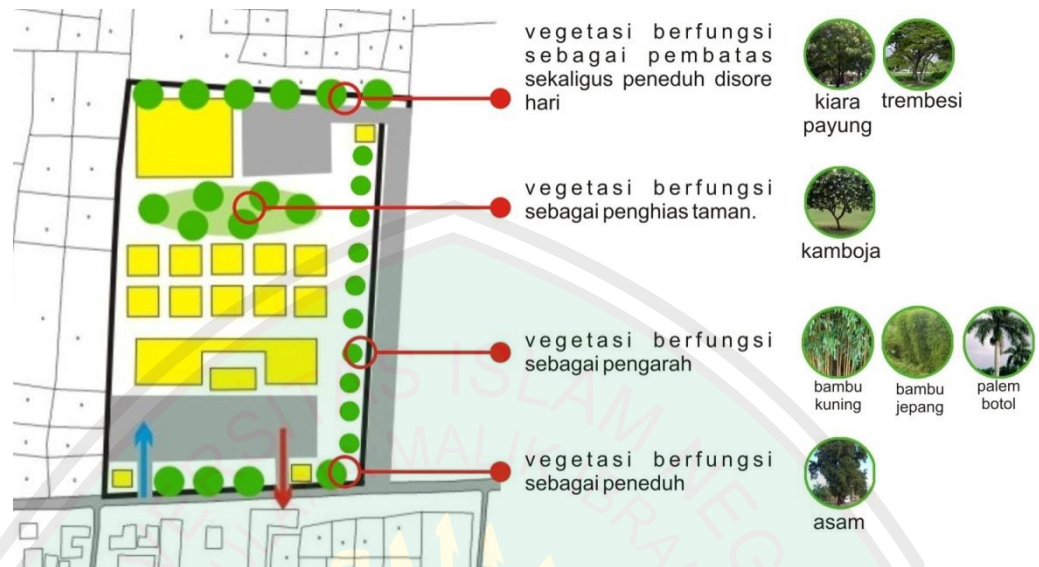 vegetasi berfungsi
sebagai pembatas
sekaligus peneduh disore
hari
kiara
payung
trembesi
vegetasi berfungsi
sebagai penghias taman.
kamboja
vegetasi berfungsi
sebagai pengarah
bambu
kuning
bambu
jepang
palem
botol
vegetasi berfungsi
sebagai peneduh
asam